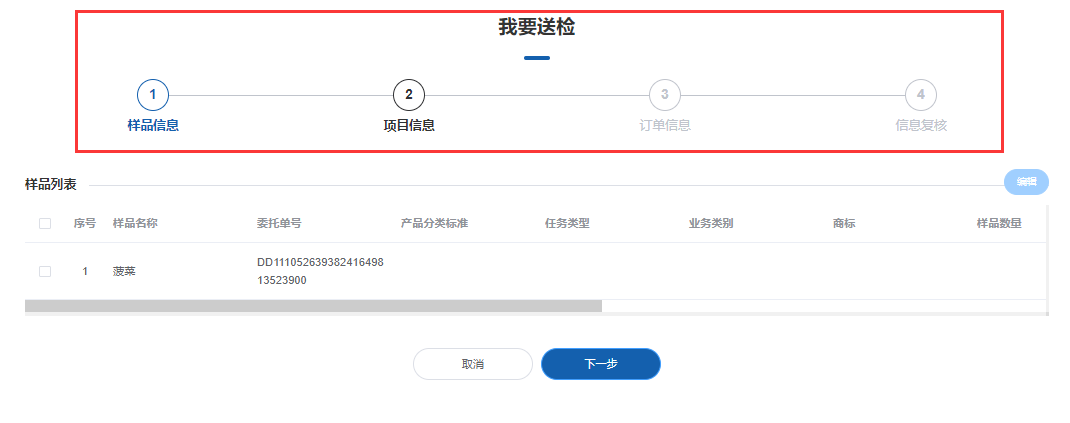 我要送检
1 2 3 4
样品信息 项目信息 订单信息 信息复核
样品列表 编辑
序号 样品名称 委托单号 产品分类标准 任务类型 业务类别 商标 样品数量
1 菠菜 DD111052639382416498
13523900
取消 下一步